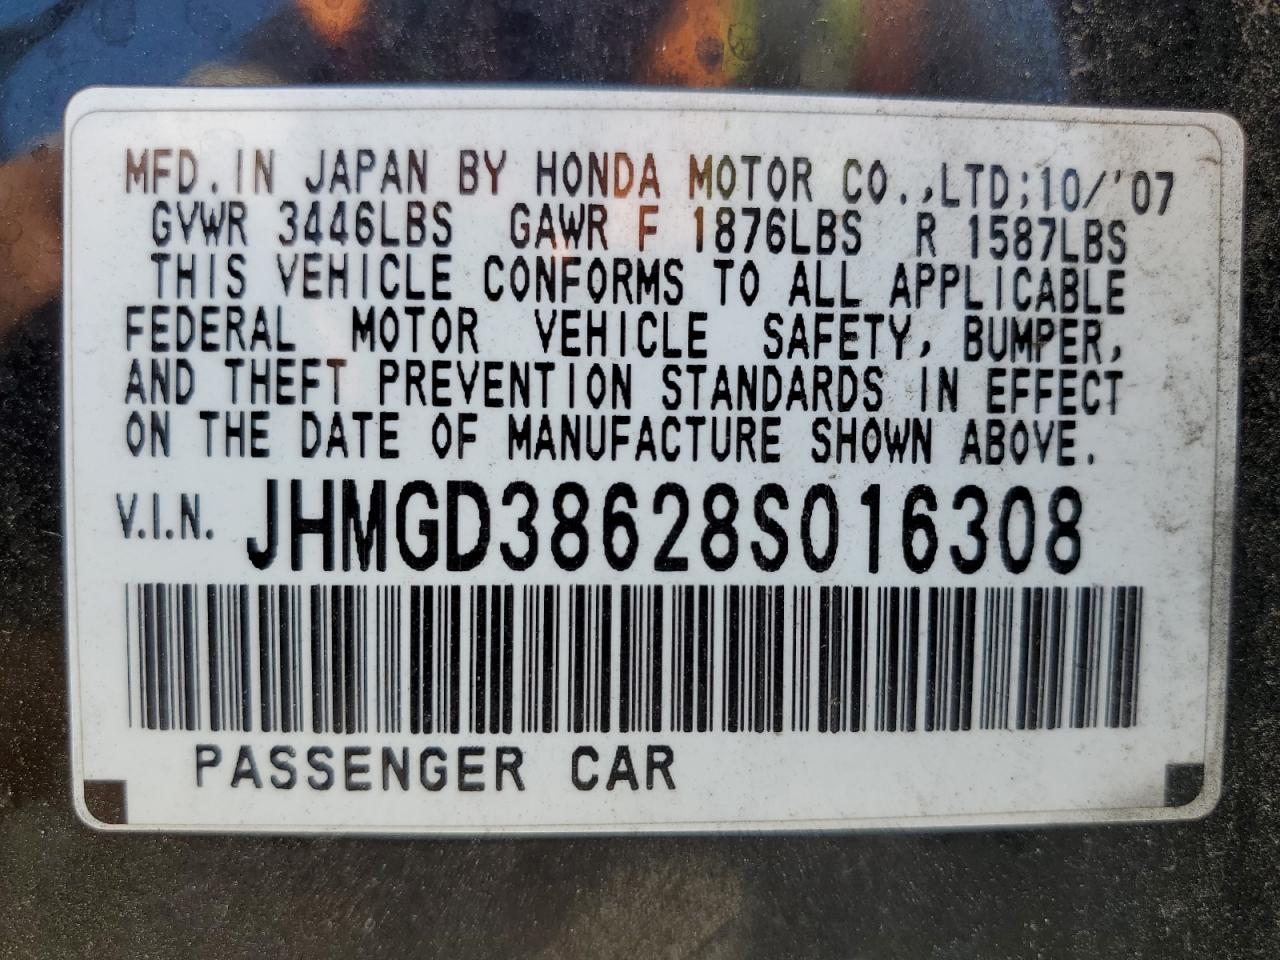 MFD. IN JAPAN BY HONDA MOTOR CO.,LTD;10/'07
GVWR 3446LBS GAWR F 1876LBS R 1587LBS
THIS VEHICLE CONFORMS TO ALL APPLICABLE
FEDERAL MOTOR VEHICLE SAFETY, BUMPER,
AND THEFT PREVENTION STANDARDS IN EFFECT
ON THE DATE OF MANUFACTURE SHOWN ABOVE.
V.I.N. JHMGD38628S016308
PASSENGER CAR